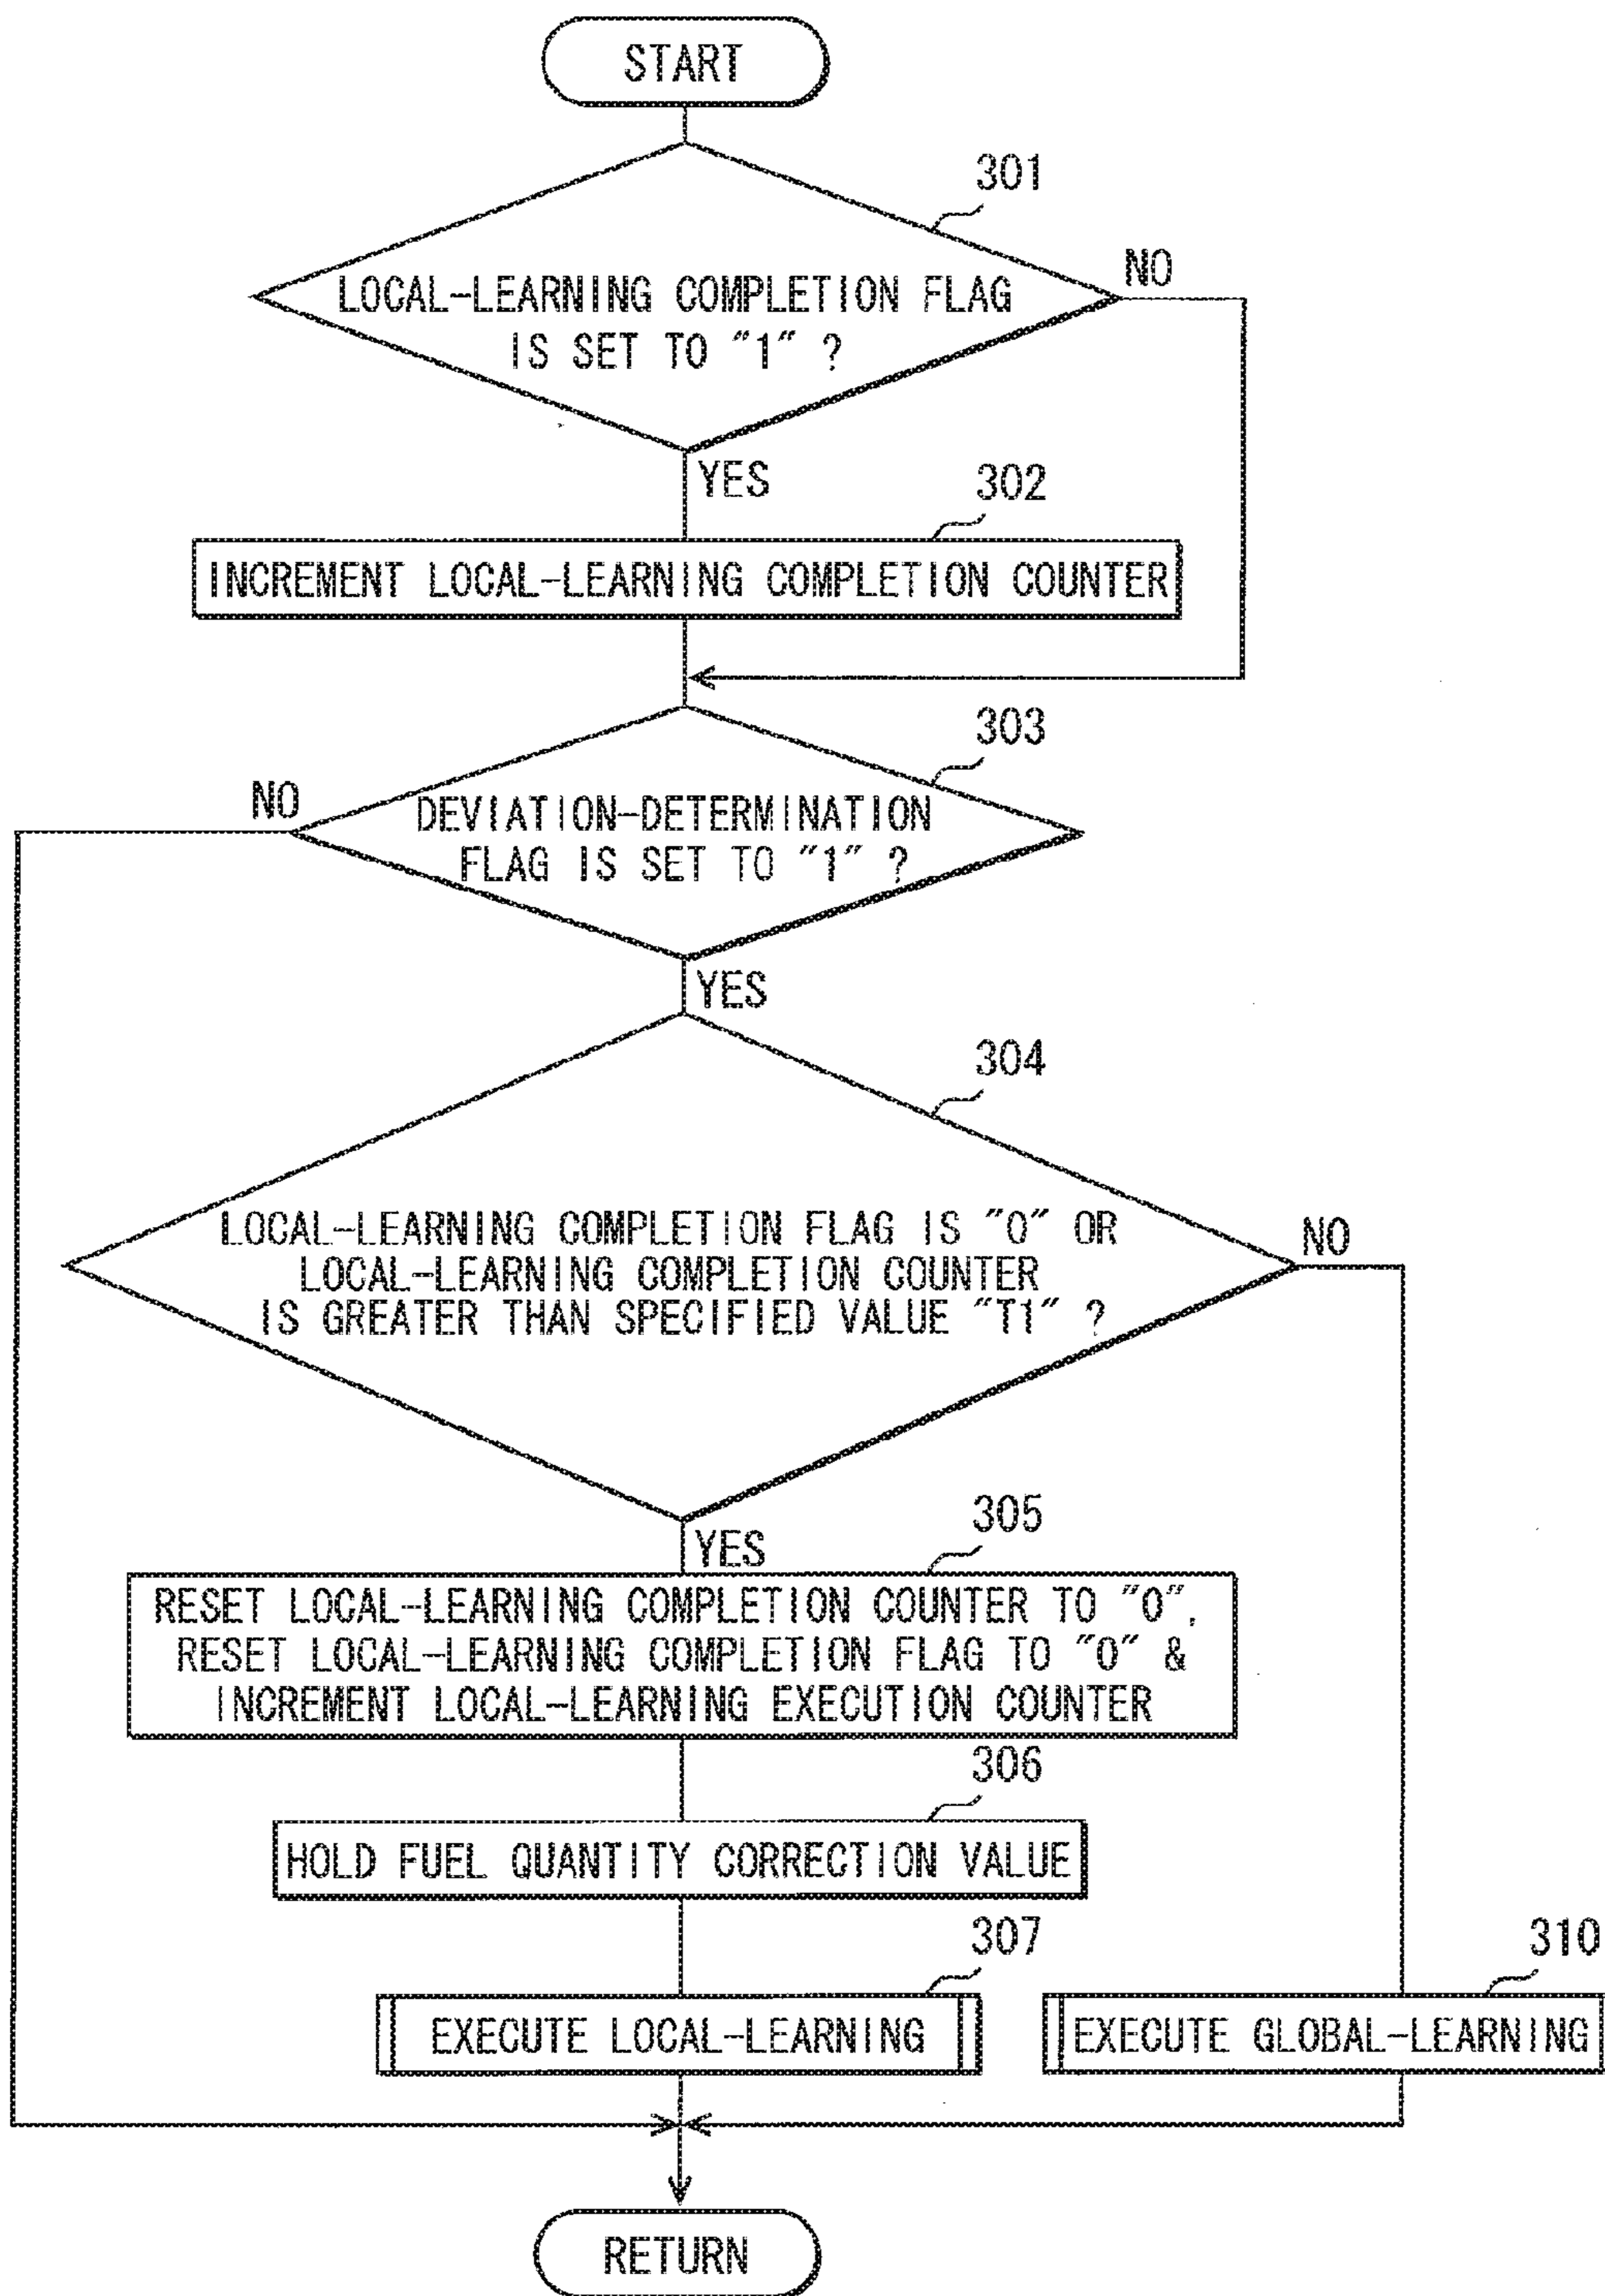 START
301
LOCAL-LEARNING COMPLETION FLAG
IS SET TO "1" ?
NO
YES
302
INCREMENT LOCAL-LEARNING COMPLETION COUNTER
303
NO
DEVIATION-DETERMINATION
FLAG IS SET TO "1" ?
YES
304
LOCAL-LEARNING COMPLETION FLAG IS "0" OR
LOCAL-LEARNING COMPLETION COUNTER
IS GREATER THAN SPECIFIED VALUE "T1" ?
NO
YES
305
RESET LOCAL-LEARNING COMPLETION COUNTER TO "0",
RESET LOCAL-LEARNING COMPLETION FLAG TO "0" &
INCREMENT LOCAL-LEARNING EXECUTION COUNTER
306
HOLD FUEL QUANTITY CORRECTION VALUE
307
EXECUTE LOCAL-LEARNING
310
EXECUTE GLOBAL-LEARNING
RETURN